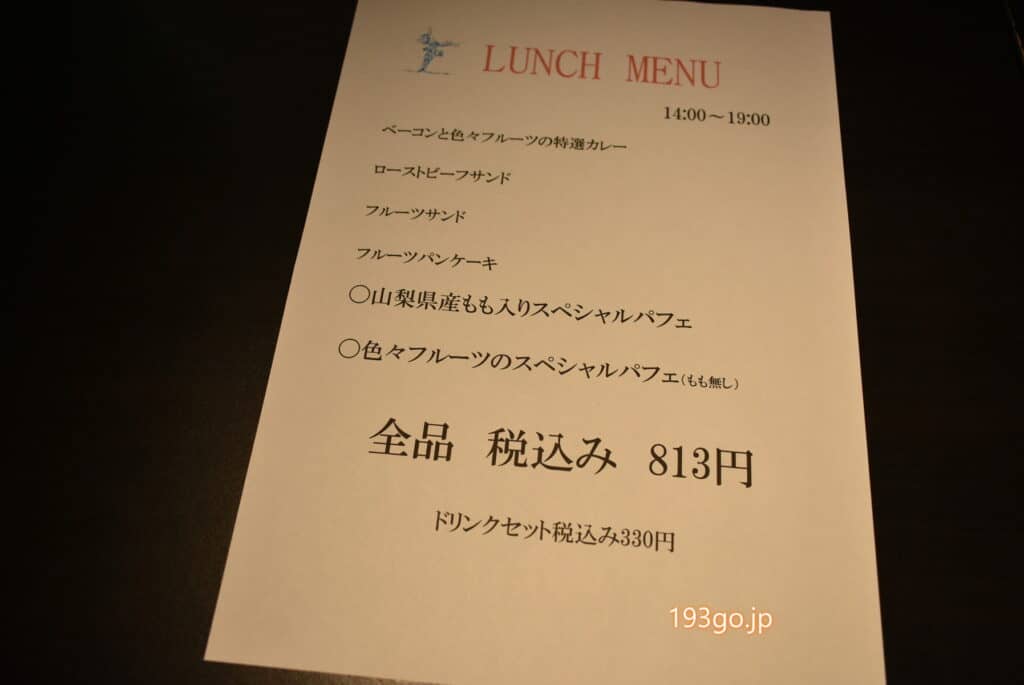 LUNCH MENU
14:00～19:00
ベーコンと色々フルーツの特選カレー
ローストビーフサンド
フルーツサンド
フルーツパンケーキ
○山梨県産もも入りスペシャルパフェ
○色々フルーツのスペシャルパフェ(もも無し)
全品 税込み 813円
ドリンクセット税込み330円
193go.jp